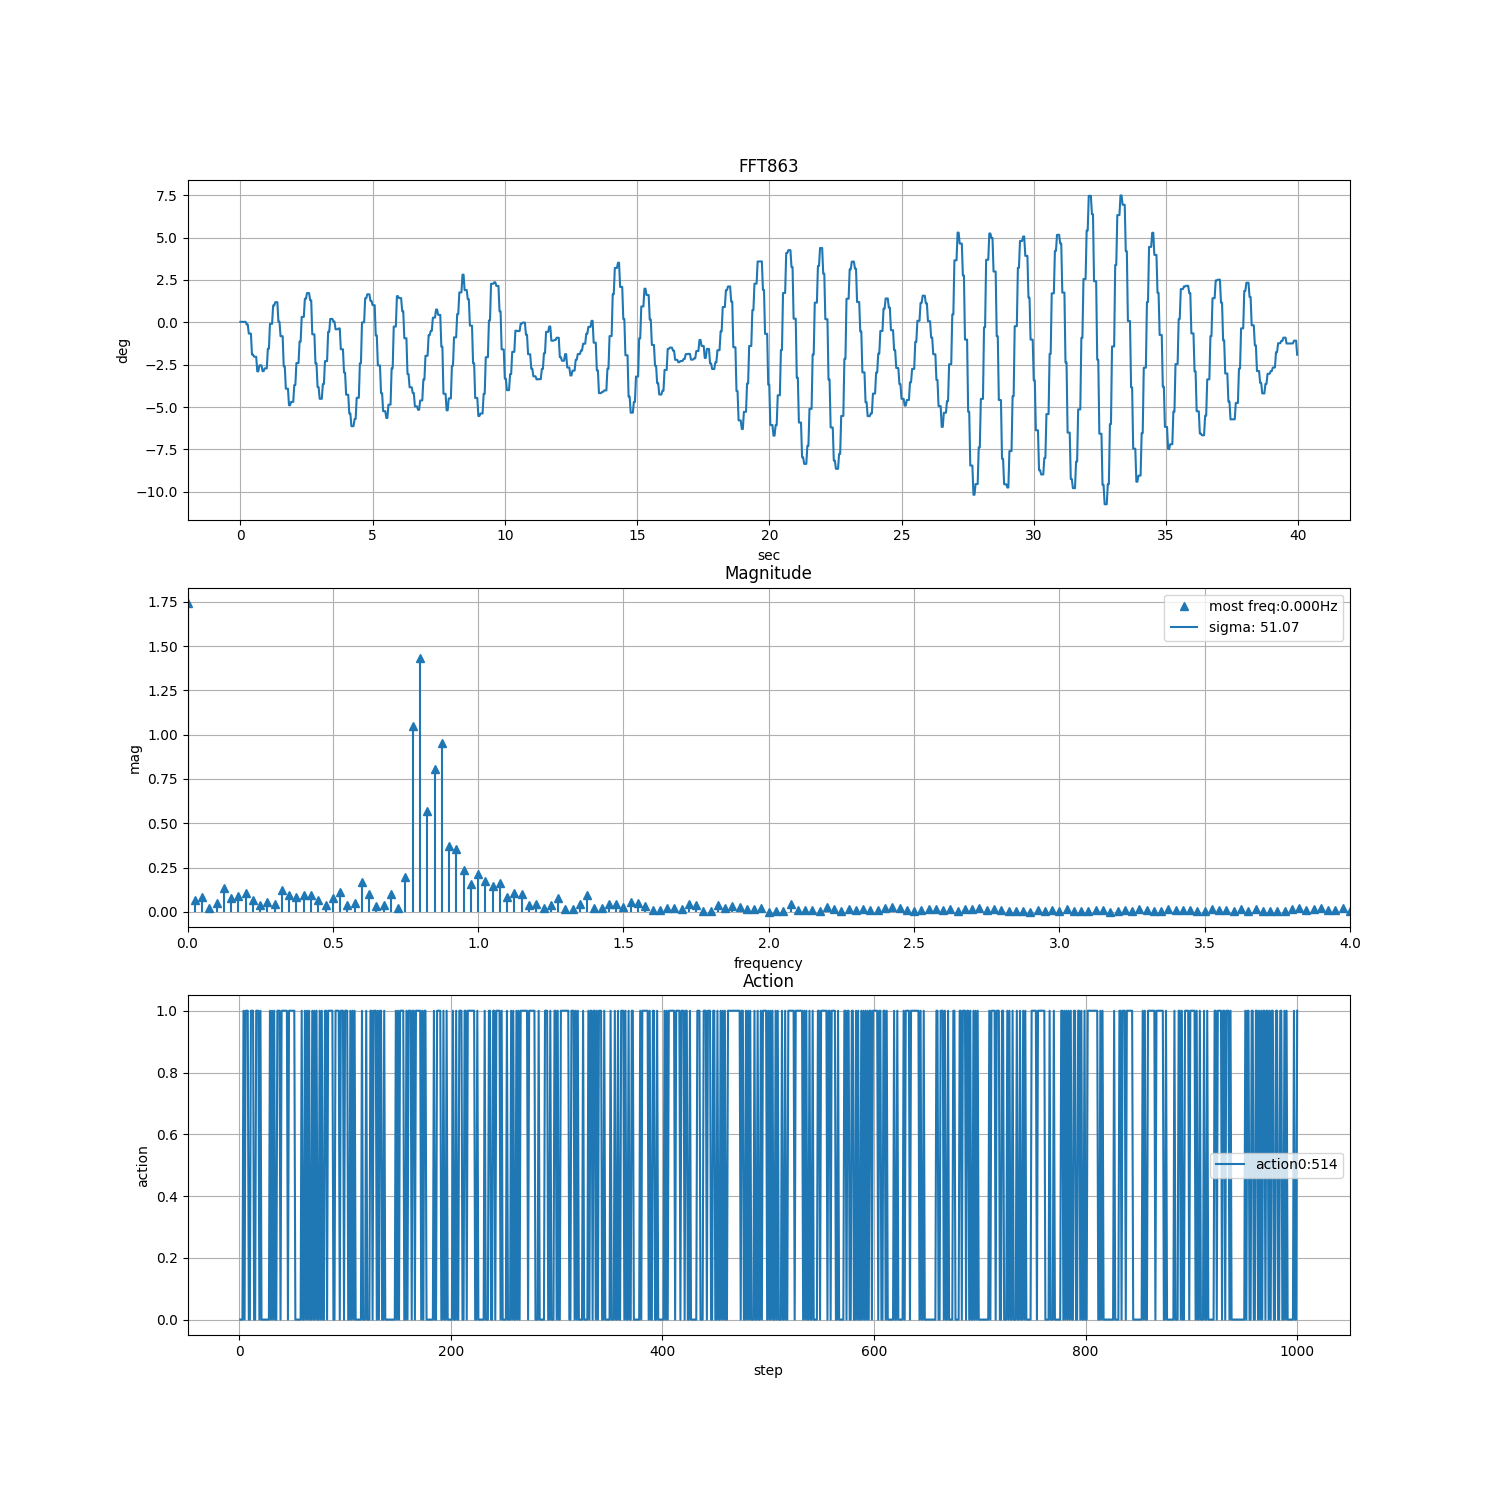 FFT863
7.5
5.0
2.5
0.0
−2.5
−5.0
−7.5
−10.0
deg
0 5 10 15 20 25 30 35 40
sec
Magnitude
1.75
1.50
1.25
1.00
0.75
0.50
0.25
0.00
mag
most freq:0.000Hz
sigma: 51.07
0.0 0.5 1.0 1.5 2.0 2.5 3.0 3.5 4.0
frequency
Action
1.0
0.8
0.6
0.4
0.2
0.0
action
action0:514
0 200 400 600 800 1000
step